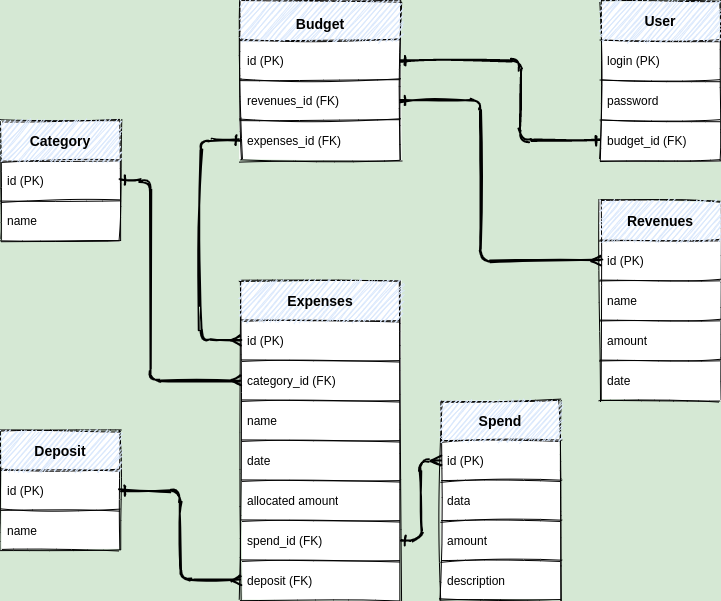 Budget
id (PK)
revenues_id (FK)
expenses_id (FK)
User
login (PK)
password
budget_id (FK)
Category
id (PK)
name
Revenues
id (PK)
name
amount
date
Expenses
id (PK)
category_id (FK)
name
date
allocated amount
spend_id (FK)
deposit (FK)
Spend
id (PK)
data
amount
description
Deposit
id (PK)
name